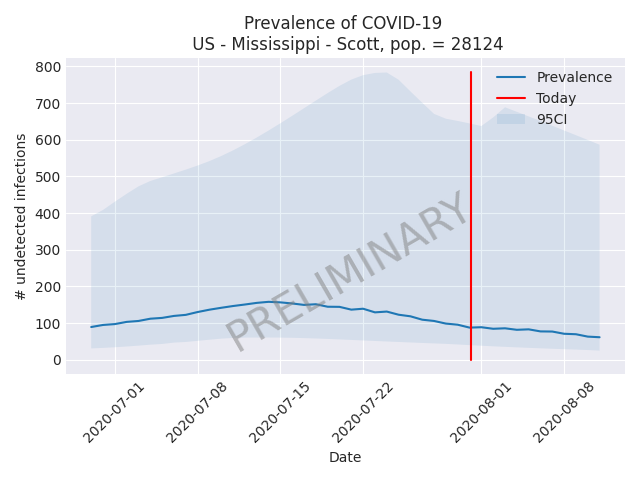 Prevalence of COVID-19
US - Mississippi - Scott, pop. = 28124
800
700
600
500
400
300
200
100
0
# undetected infections
Prevalence
Today
95CI
PRELIMINARY
2020-07-01
2020-07-08
2020-07-15
2020-07-22
2020-08-01
2020-08-08
Date